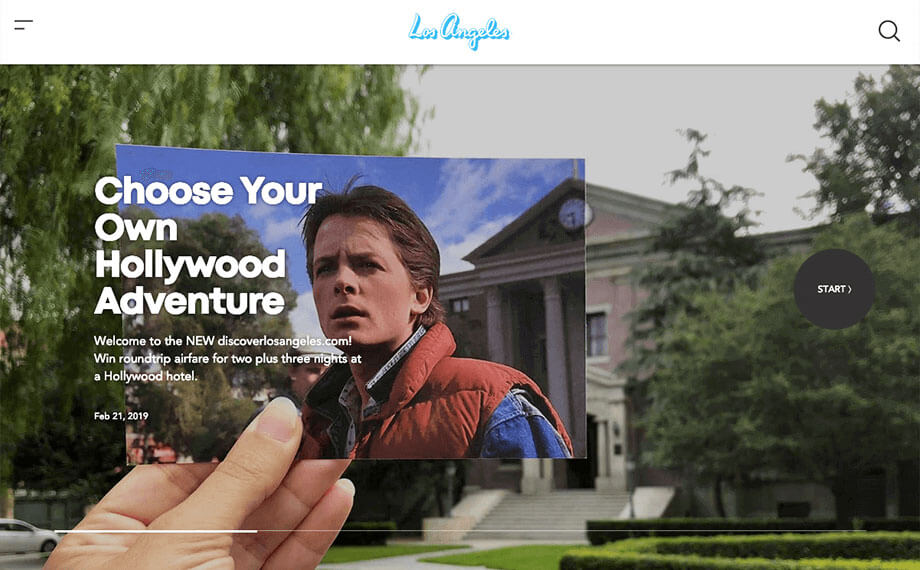 Los Angeles
Choose Your
Own
Hollywood
Adventure
Welcome to the NEW discoverlosangeles.com!
Win roundtrip airfare for two plus three nights at
a Hollywood hotel.
Feb 21, 2019
START >